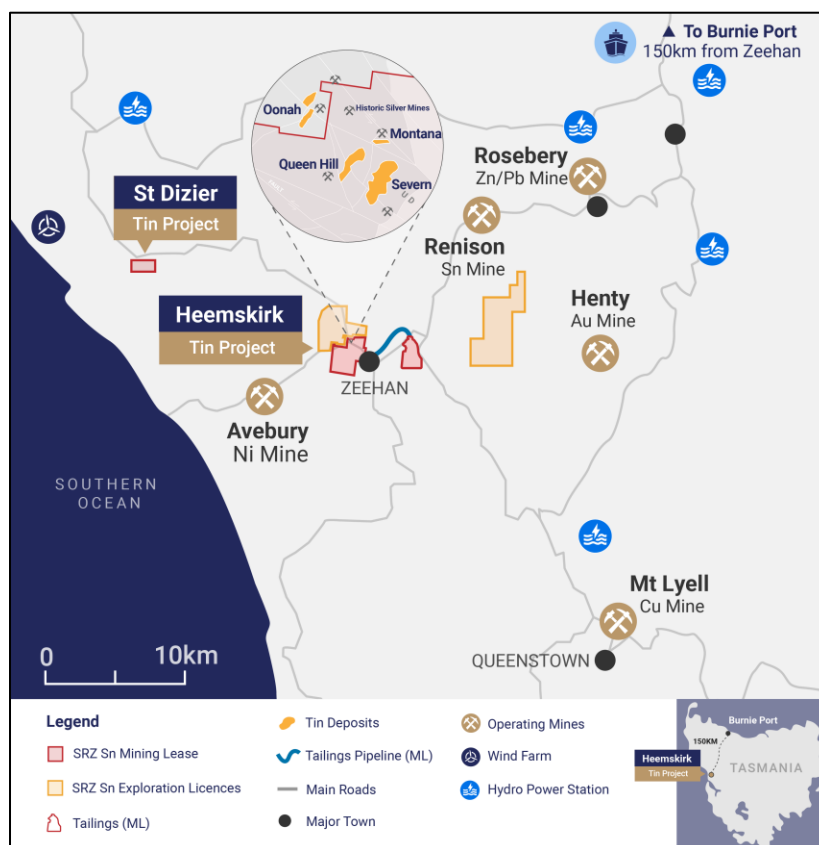 ▲ To Burnie Port
150km from Zeehan
Oonah
Historic Silver Mines
Montana
Queen Hill
Severn
Rosebery
Zn/Pb Mine
St Dizier
Tin Project
Renison
Sn Mine
Heemskirk
Tin Project
Henty
Au Mine
ZEEHAN
Avebury
Ni Mine
SOUTHERN
OCEAN
Mt Lyell
Cu Mine
0 10km
QUEENSTOWN
Legend
SRZ Sn Mining Lease
SRZ Sn Exploration Licences
Tailings (ML)
Tin Deposits
Tailings Pipeline (ML)
Main Roads
Major Town
Operating Mines
Wind Farm
Hydro Power Station
Burnie Port
150KM
Heemskirk
Tin Project
TASMANIA